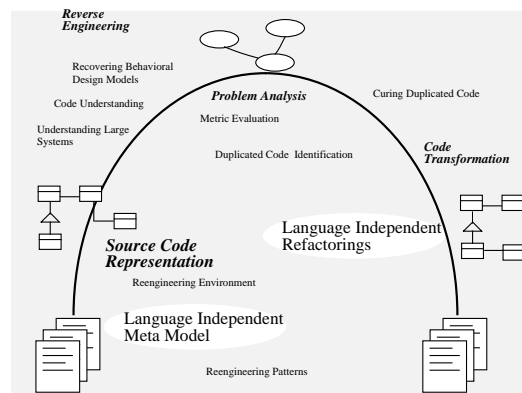 Reverse
Engineering
Recovering Behavioral
Design Models
Code Understanding
Understanding Large
Systems
Problem Analysis
Metric Evaluation
Duplicated Code Identification
Curing Duplicated Code
Code
Transformation
Language Independent
Refactorings
Source Code
Representation
Reengineering Environment
Language Independent
Meta Model
Reengineering Patterns